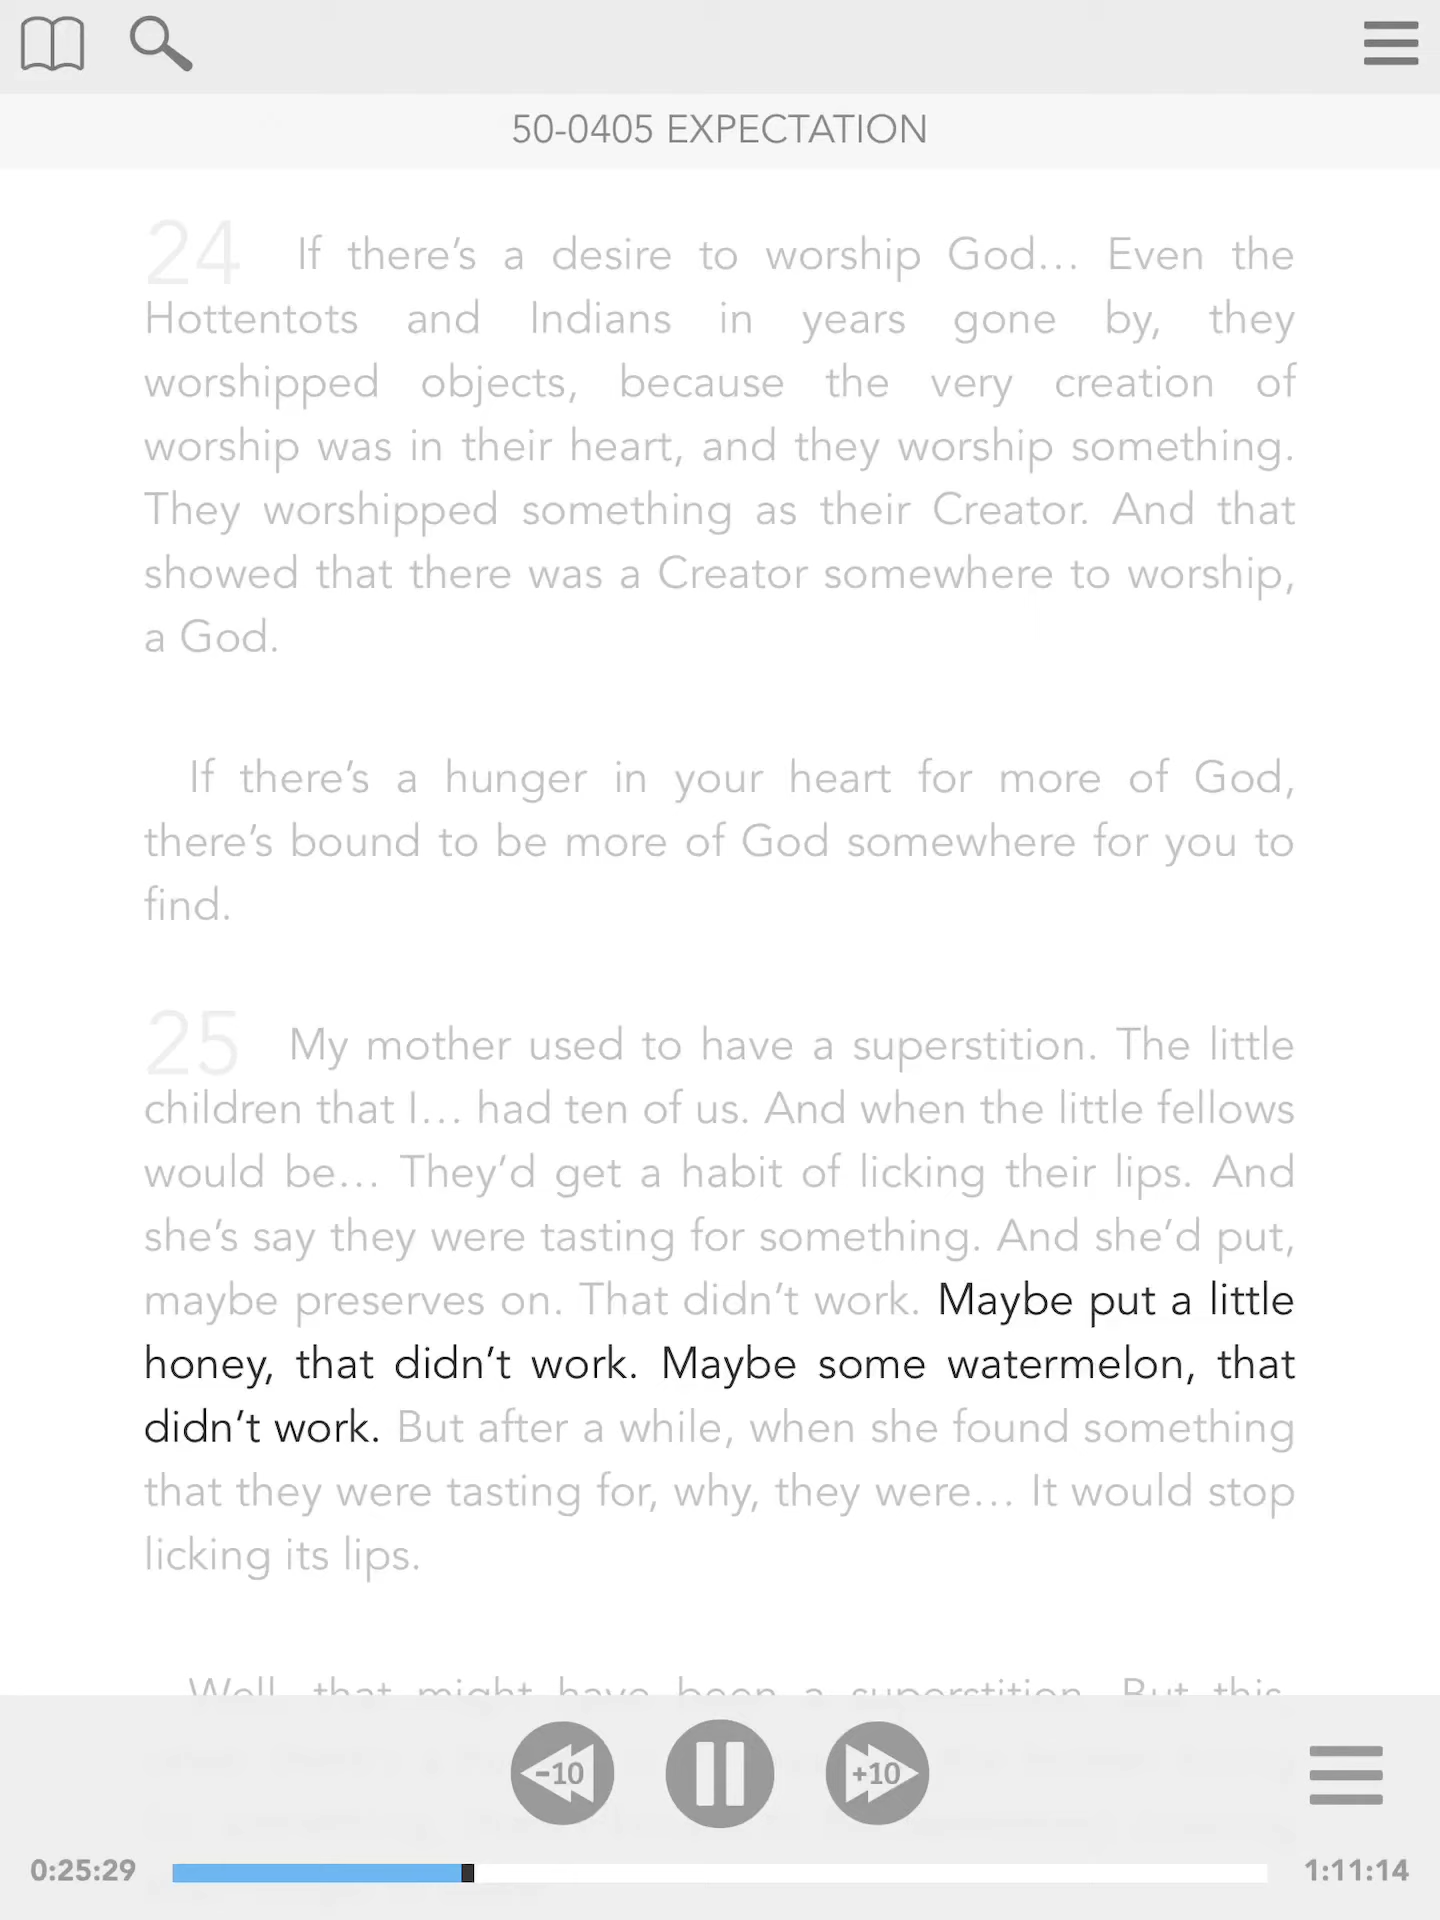 50-0405 EXPECTATION
24 If there’s a desire to worship God… Even the
Hottentots and Indians in years gone by, they
worshipped objects, because the very creation of
worship was in their heart, and they worship something.
They worshipped something as their Creator. And that
showed that there was a Creator somewhere to worship,
a God.
If there’s a hunger in your heart for more of God,
there’s bound to be more of God somewhere for you to
find.
25 My mother used to have a superstition. The little
children that I… had ten of us. And when the little fellows
would be… They’d get a habit of licking their lips. And
she’s say they were tasting for something. And she’d put,
maybe preserves on. That didn’t work. Maybe put a little
honey, that didn’t work. Maybe some watermelon, that
didn’t work. But after a while, when she found something
that they were tasting for, why, they were… It would stop
licking its lips.
Well, that might have been a superstition. But this,
-10 +10
0:25:29 1:11:14